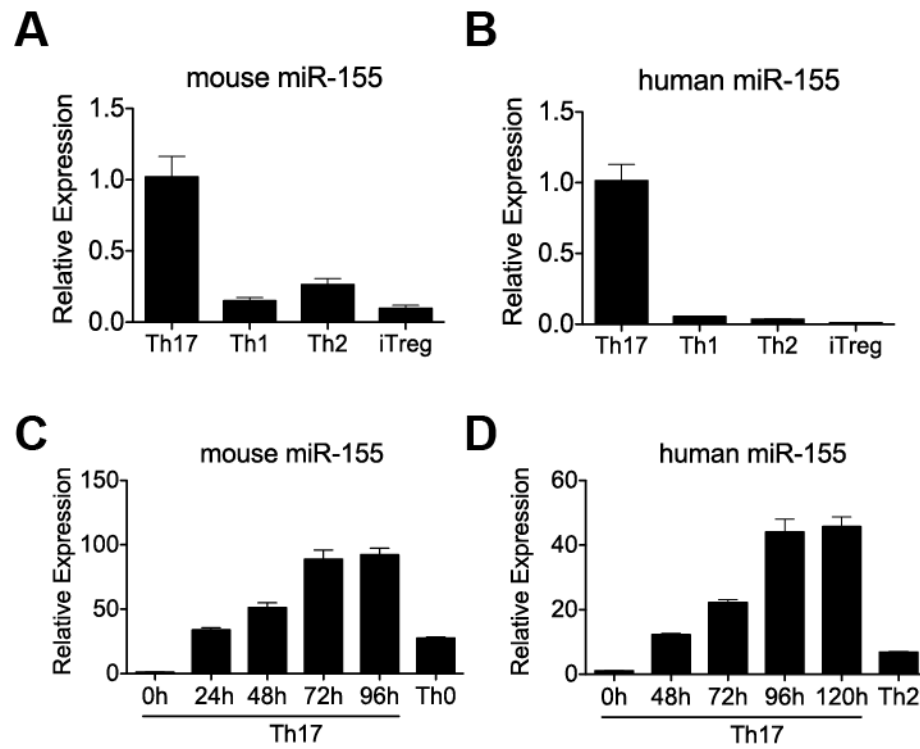 A
mouse miR-155
Relative Expression
1.5
1.0
0.5
0.0
Th17 Th1 Th2 iTreg
B
human miR-155
Relative Expression
1.5
1.0
0.5
0.0
Th17 Th1 Th2 iTreg
C
mouse miR-155
Relative Expression
150
100
50
0
0h 24h 48h 72h 96h Th0
Th17
D
human miR-155
Relative Expression
60
40
20
0
0h 48h 72h 96h 120h Th2
Th17